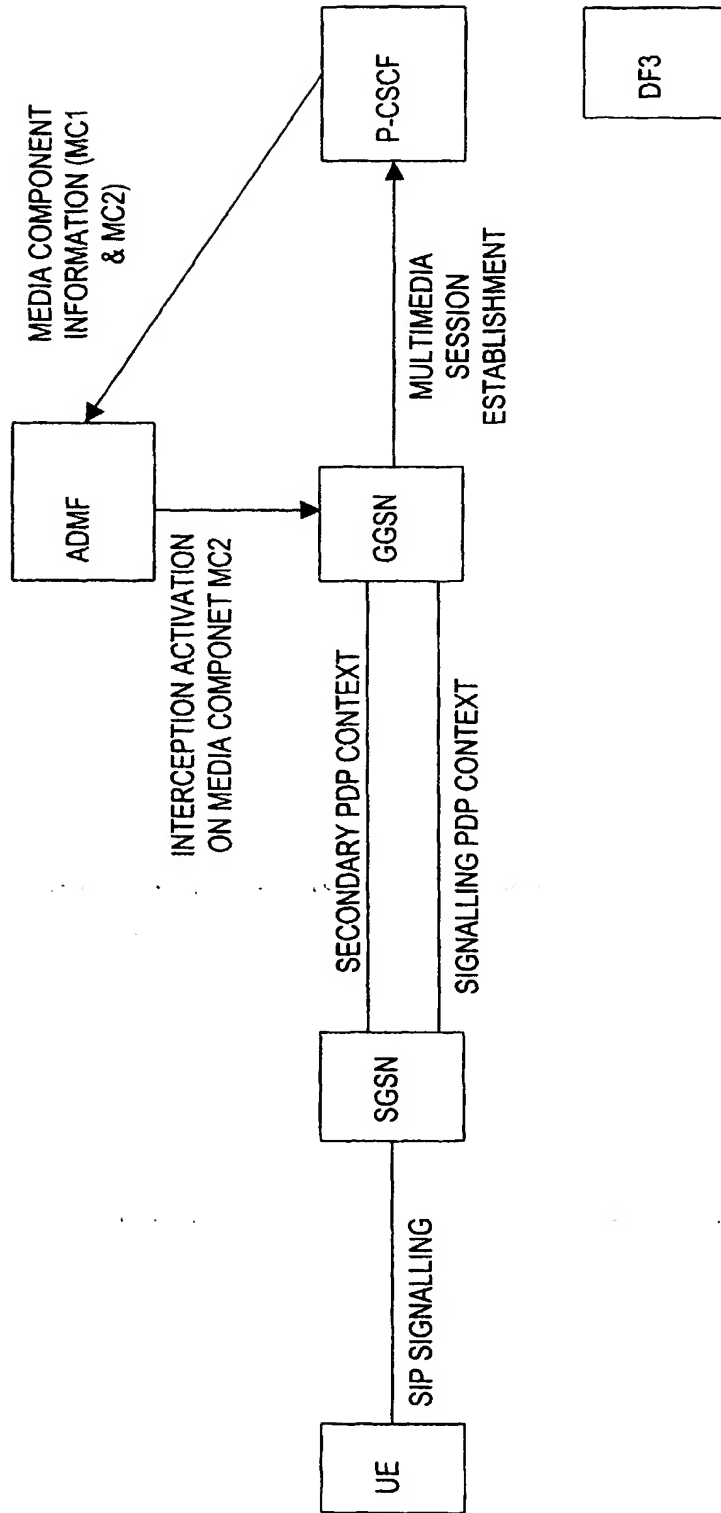 MEDIA COMPONENT
INFORMATION (MC1
& MC2)
ADMF
INTERCEPTION ACTIVATION
ON MEDIA COMPONET MC2
P-CSCF
MULTIMEDIA
SESSION
ESTABLISHMENT
GGSN
SECONDARY PDP CONTEXT
SIGNALLING PDP CONTEXT
SGSN
SIP SIGNALLING
UE
DF3